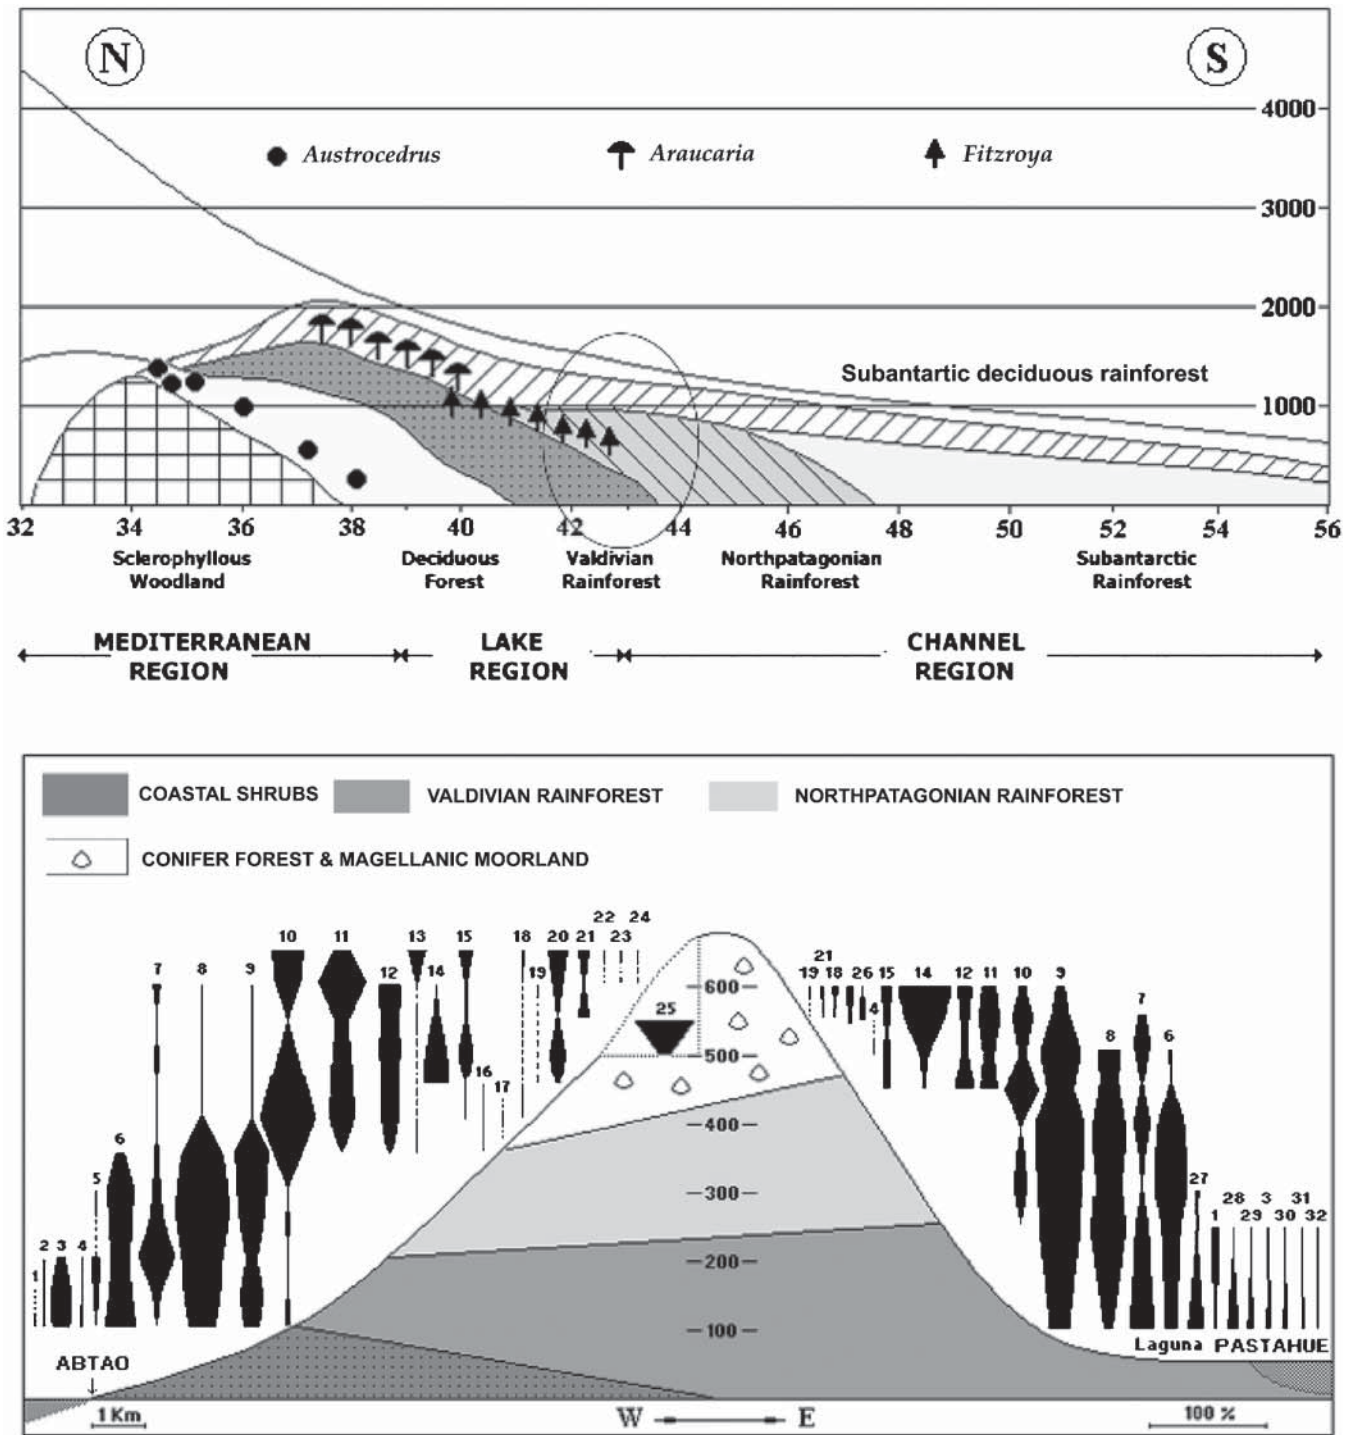 N S
4000
Austrocedrus Araucaria Fitzroya
3000
2000
Subantartic deciduous rainforest
1000
32 34 36 38 40 42 44 46 48 50 52 54 56
Sclerophyllous Deciduous Valdivian Northpatagonian Subantarctic
Woodland Forest Rainforest Rainforest Rainforest
MEDITERRANEAN LAKE CHANNEL
REGION REGION REGION
COASTAL SHRUBS VALDIVIAN RAINFOREST NORTHPATAGONIAN RAINFOREST
CONIFER FOREST & MAGELLANIC MOORLAND
22 24
10 11 13 15 18 20 21 23
21
7 8 9 12 14 19 600 19 18 26 15 14 12 11 10 9
25 4 7
500 8 6
16
17
6 400
5 300 27
28 3 31
2 3 4 200 1 29 30 32
1
100
Laguna PASTAHUE
ABTAO
1 Km W E 100 %